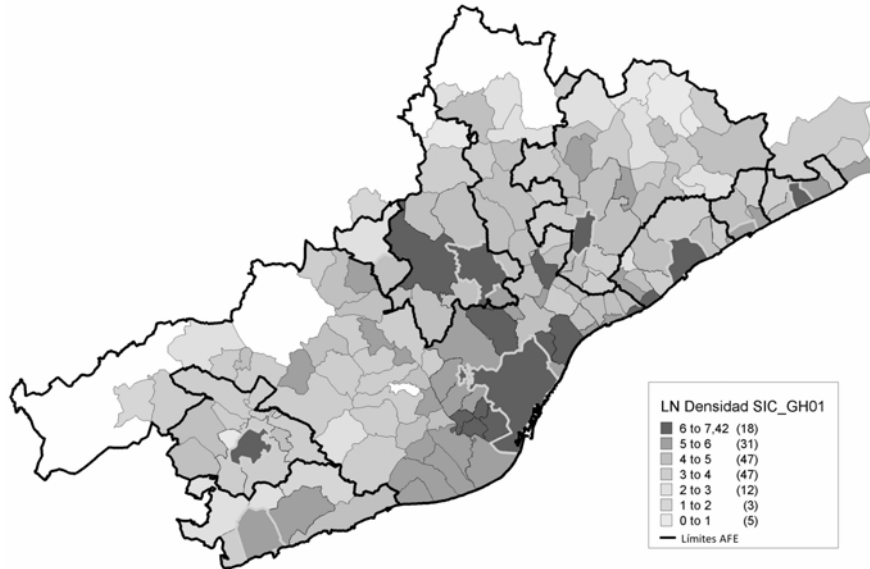 LN Densidad SIC_GH01
6 to 7,42 (18)
5 to 6 (31)
4 to 5 (47)
3 to 4 (47)
2 to 3 (12)
1 to 2 (3)
0 to 1 (5)
Límites AFE